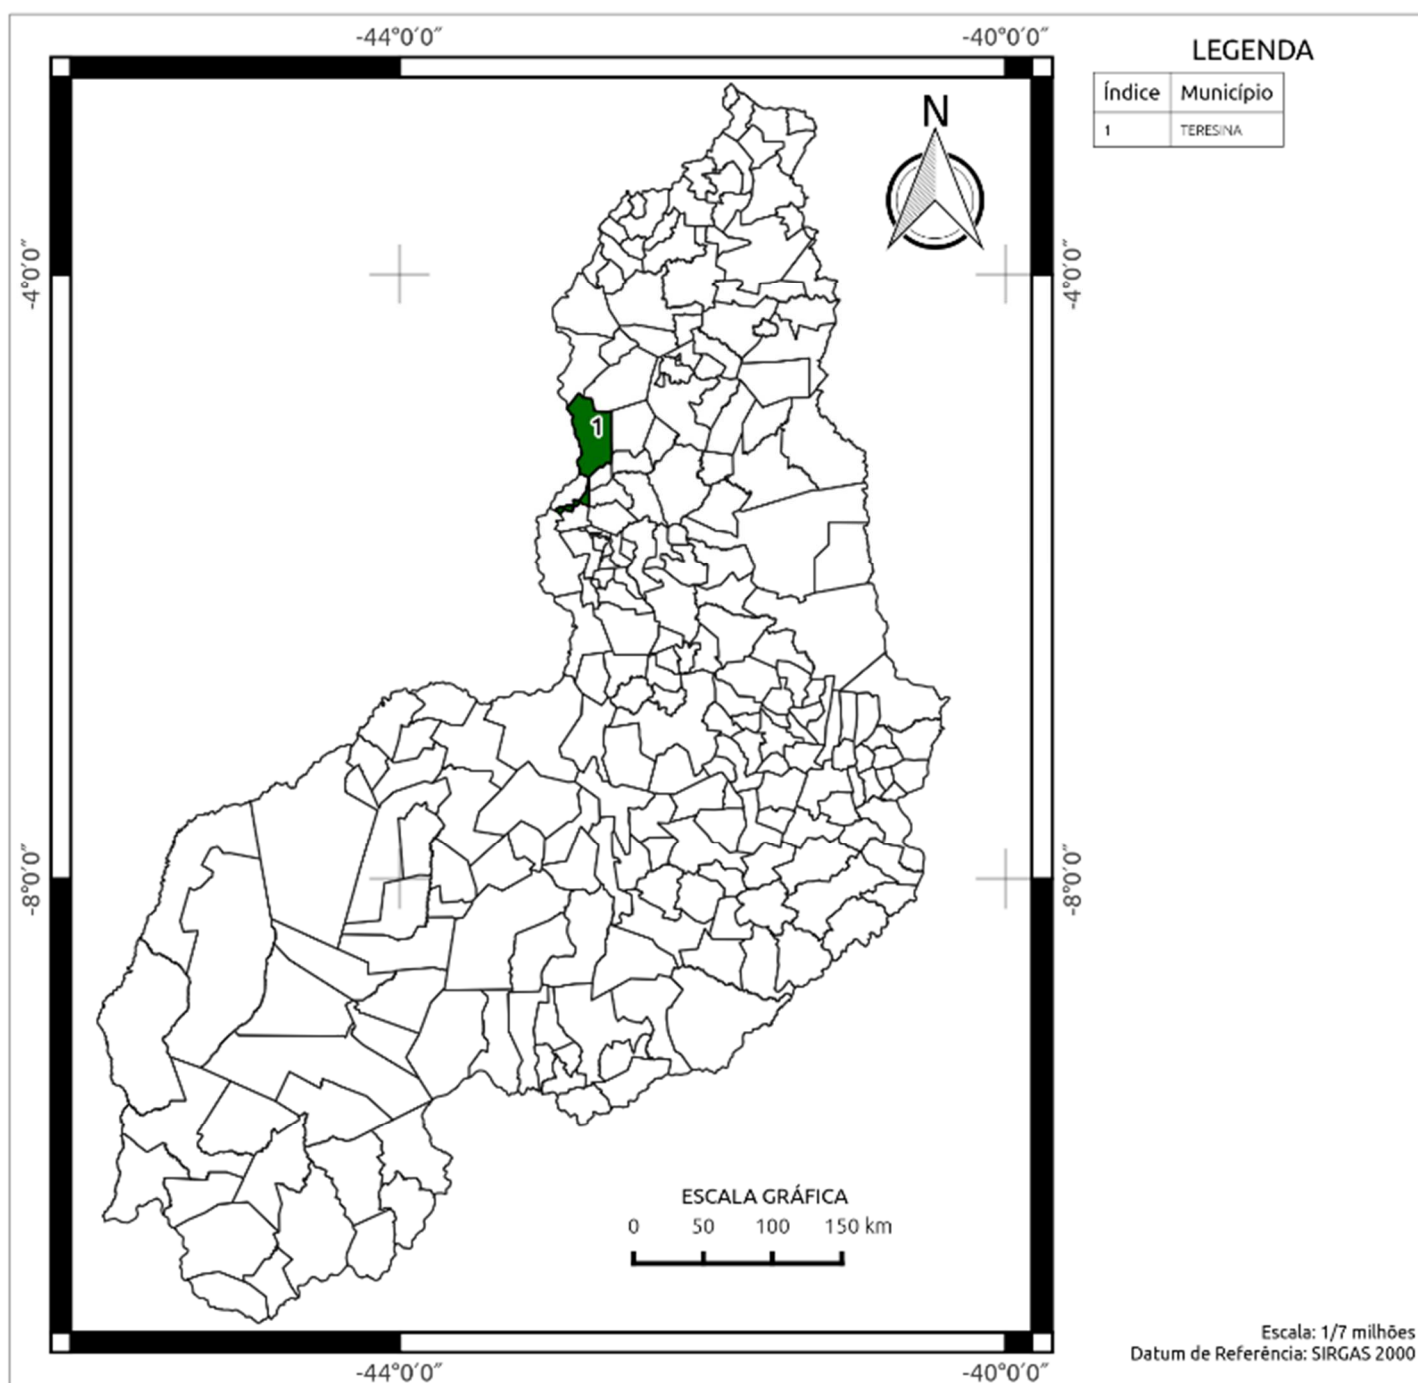 -44°0′0″
-40°0′0″
LEGENDA
Índice Município
1 TERESINA
N
-4°0′0″
-4°0′0″
1
-8°0′0″
-8°0′0″
ESCALA GRÁFICA
0 50 100 150 km
Escala: 1/7 milhões
Datum de Referência: SIRGAS 2000
-44°0′0″
-40°0′0″